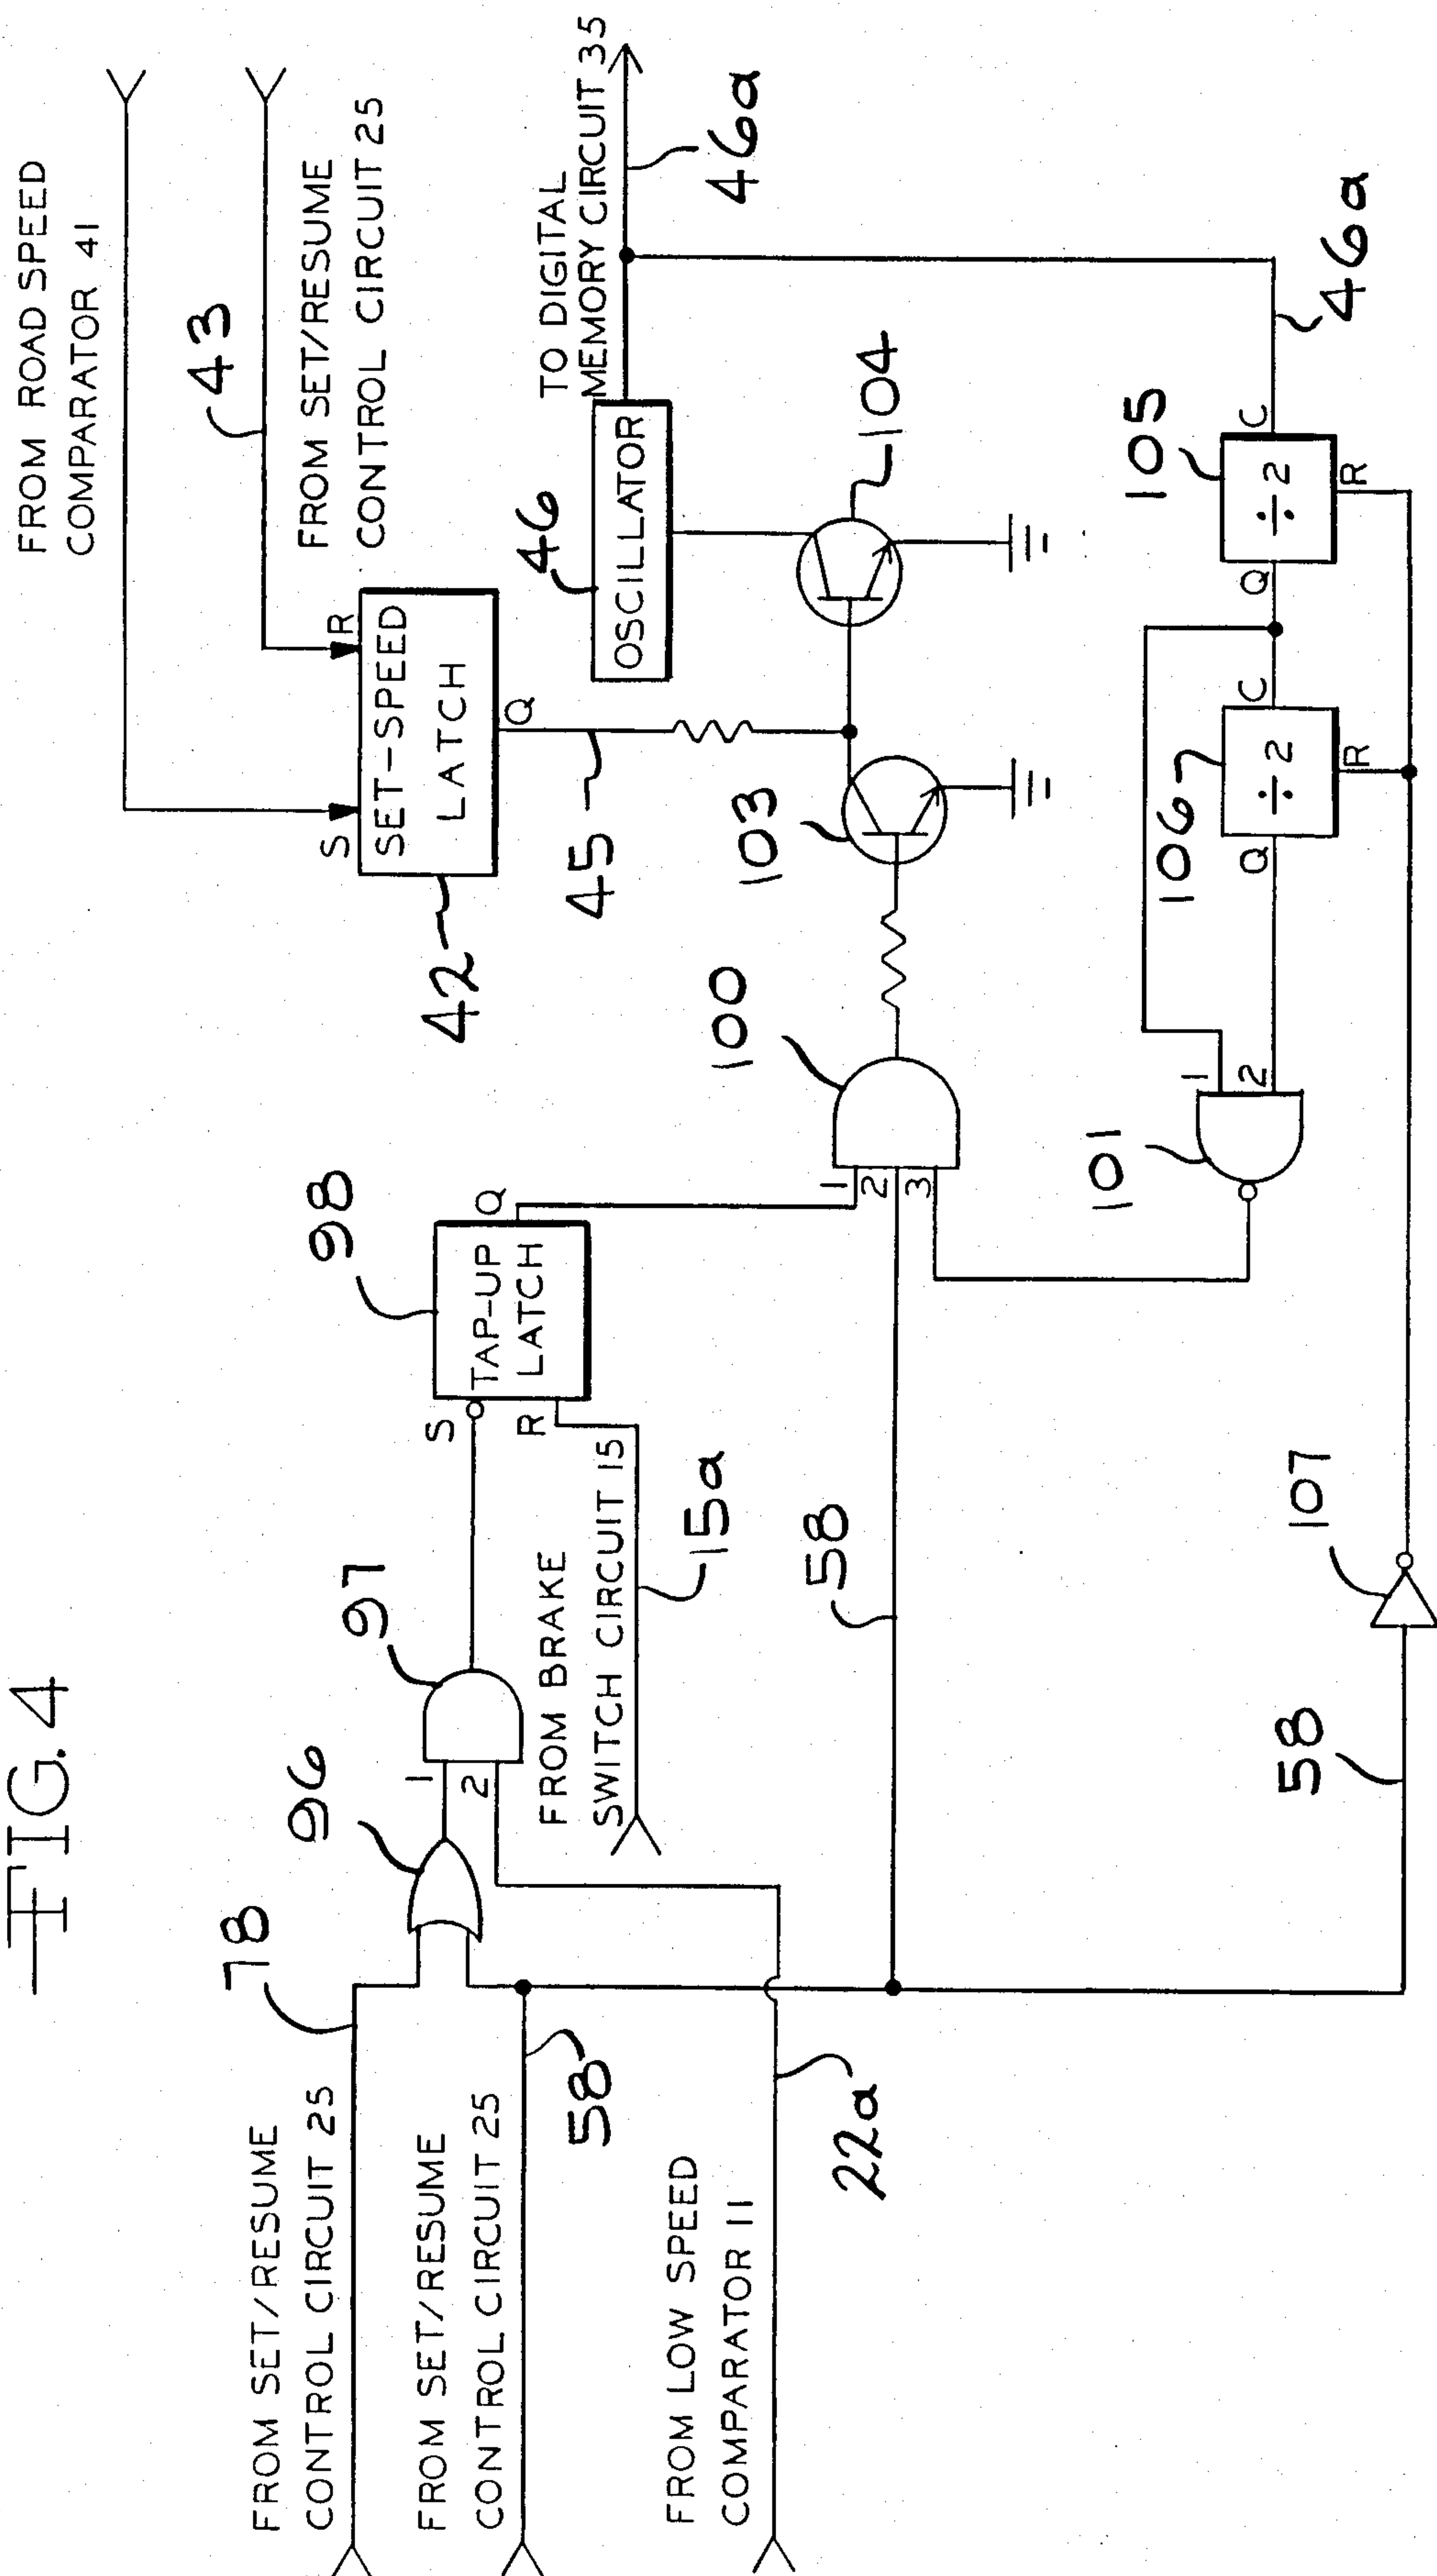 FIG. 4
FROM SET/RESUME
CONTROL CIRCUIT 25
78
FROM SET/RESUME
CONTROL CIRCUIT 25
58
FROM LOW SPEED
COMPARATOR 11
22a
96
1
2
97
FROM BRAKE
SWITCH CIRCUIT 15
15a
S
R
TAP-UP
LATCH
Q
98
58
58
107
1
2
3
100
101
1
2
FROM ROAD SPEED
COMPARATOR 41
43
FROM SET/RESUME
CONTROL CIRCUIT 25
S
R
SET-SPEED
LATCH
Q
42
45
103
104
46
OSCILLATOR
TO DIGITAL
MEMORY CIRCUIT 35
46a
46a
106
Q
÷2
C
R
105
Q
÷2
C
R